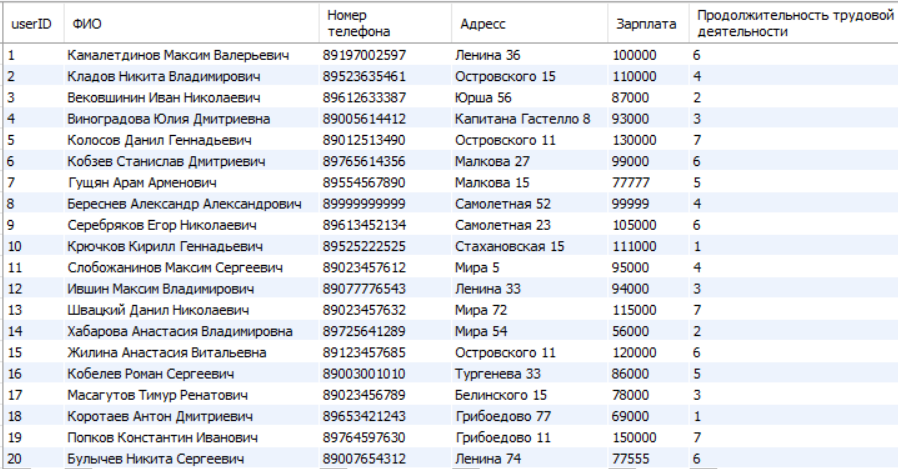 userID ФИО Номер телефона Адресс Зарплата Продолжительность трудовой деятельности
1 Камалетдинов Максим Валерьевич 89197002597 Ленина 36 100000 6
2 Кладов Никита Владимирович 89523635461 Островского 15 110000 4
3 Вековшинин Иван Николаевич 89612633387 Юрша 56 87000 2
4 Виноградова Юлия Дмитриевна 89005614412 Капитана Гастелло 8 93000 3
5 Колосов Данил Геннадьевич 89012513490 Островского 11 130000 7
6 Кобзев Станислав Дмитриевич 89765614356 Малкова 27 99000 6
7 Гущян Арам Арменович 89554567890 Малкова 15 77777 5
8 Береснев Александр Александрович 89999999999 Самолетная 52 99999 4
9 Серебряков Егор Николаевич 89613452134 Самолетная 23 105000 6
10 Крючков Кирилл Геннадьевич 89525222525 Стахановская 15 111000 1
11 Слобожанинов Максим Сергеевич 89023457612 Мира 5 95000 4
12 Ившин Максим Владимирович 89077776543 Ленина 33 94000 3
13 Швацкий Данил Николаевич 89023457632 Мира 72 115000 7
14 Хабарова Анастасия Владимировна 89725641289 Мира 54 56000 2
15 Жилина Анастасия Витальевна 89123457685 Островского 11 120000 6
16 Кобелев Роман Сергеевич 89003001010 Тургенева 33 86000 5
17 Масагутов Тимур Ренатович 89023456789 Белинского 15 78000 3
18 Коротаев Антон Дмитриевич 89653421243 Грибоедово 77 69000 1
19 Попков Константин Иванович 89764597630 Грибоедово 11 150000 7
20 Булычев Никита Сергеевич 89007654312 Ленина 74 77555 6